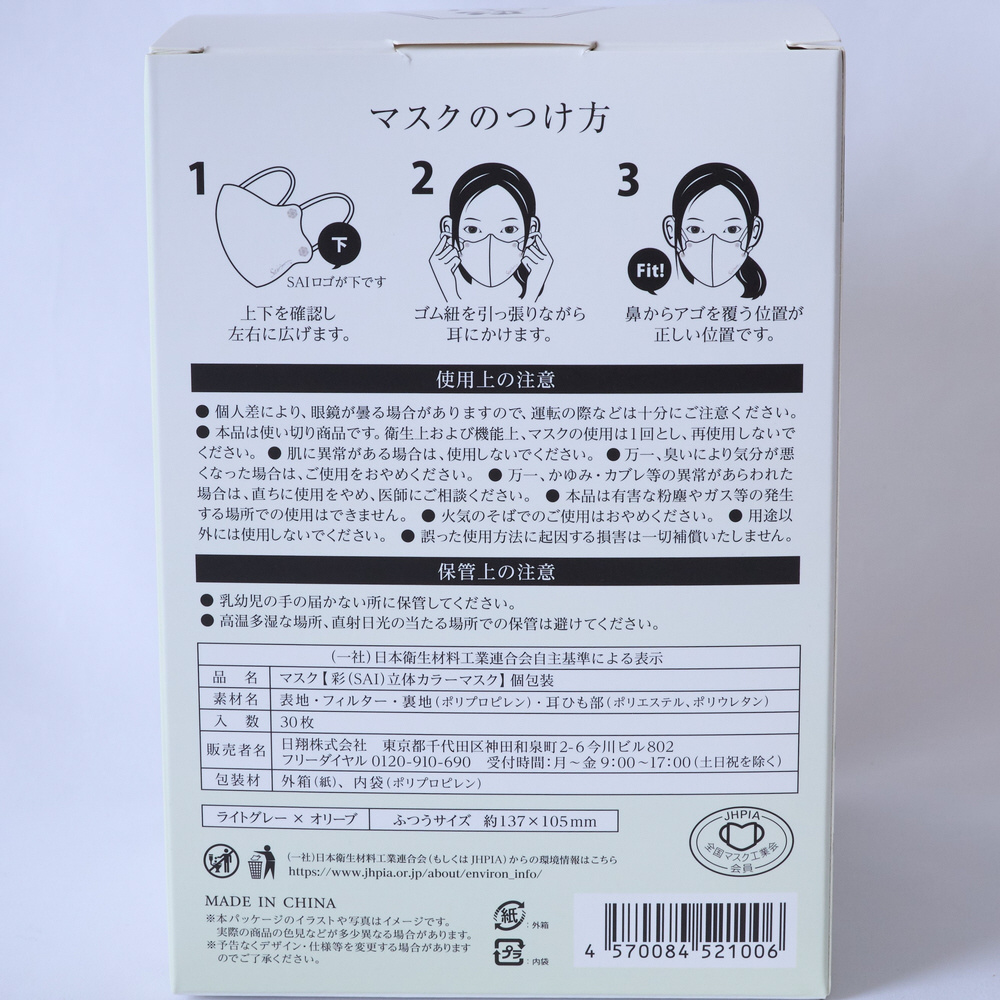 マスクのつけ方
1
2
3
下
SAIロゴが下です
Fit!
上下を確認し
左右に広げます。
ゴム紐を引っ張りながら
耳にかけます。
鼻からアゴを覆う位置が
正しい位置です。
使用上の注意
● 個人差により、眼鏡が曇る場合がありますので、運転の際などは十分にご注意ください。
● 本品は使い切り商品です。衛生上および機能上、マスクの使用は1回とし、再使用しないで
ください。 ● 肌に異常がある場合は、使用しないでください。 ● 万一、臭いにより気分が悪
くなった場合は、ご使用をおやめください。 ● 万一、かゆみ・カブレ等の異常があらわれた
場合は、直ちに使用をやめ、医師にご相談ください。 ● 本品は有害な粉塵やガス等の発生
する場所での使用はできません。 ● 火気のそばでのご使用はおやめください。 ● 用途以
外には使用しないでください。 ● 誤った使用方法に起因する損害は一切補償いたしません。
保管上の注意
● 乳幼児の手の届かない所に保管してください。
● 高温多湿な場所、直射日光の当たる場所での保管は避けてください。
(一社)日本衛生材料工業連合会自主基準による表示
品 名 マスク【彩(SAI)立体カラーマスク】個包装
素材名 表地・フィルター・裏地(ポリプロピレン)・耳ひも部(ポリエステル、ポリウレタン)
入 数 30枚
販売者名 日翔株式会社 東京都千代田区神田和泉町2-6今川ビル802
フリーダイヤル 0120-910-690 受付時間:月~金 9:00~17:00(土日祝を除く)
包装材 外箱(紙)、内袋(ポリプロピレン)
ライトグレー × オリーブ ふつうサイズ 約137×105mm
JHPIA
全国マスク工業会
会員
(一社)日本衛生材料工業連合会(もしくは JHPIA)からの環境情報はこちら
https://www.jhpia.or.jp/about/environ_info/
MADE IN CHINA
※本パッケージのイラストや写真はイメージです。
実際の商品の色見などが多少異なる場合があります。
※予告なくデザイン・仕様等を変更する場合があります
のでご了承ください。
紙 :外箱
プラ :内袋
4 570084 521006